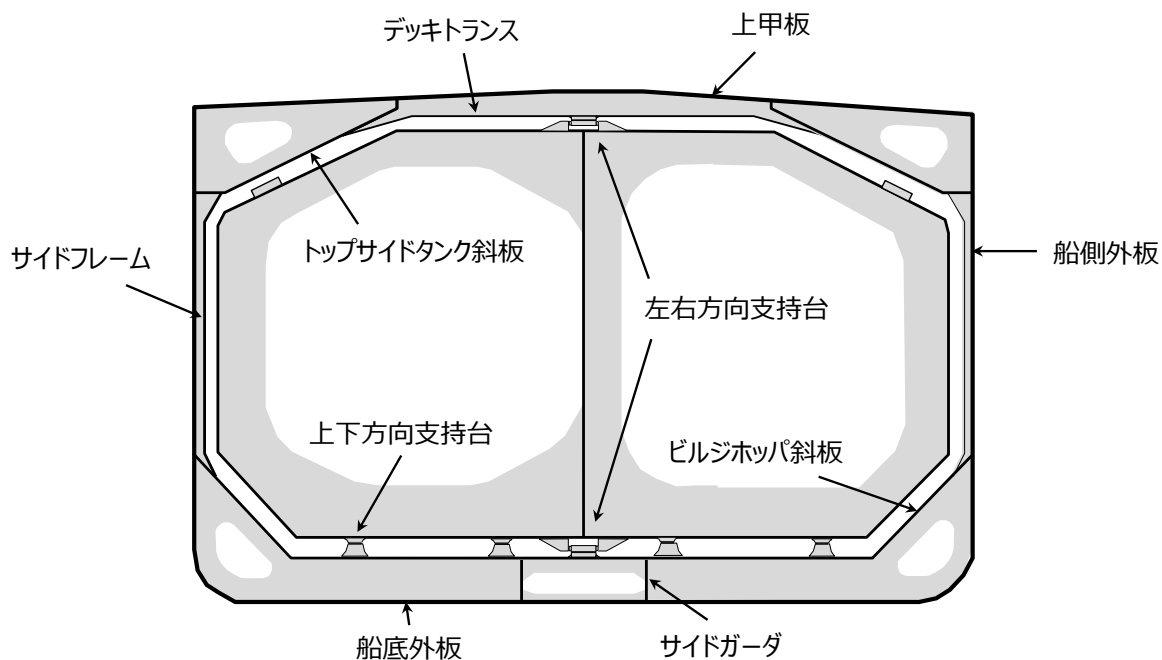 デッキトランス
上甲板
サイドフレーム
トップサイドタンク斜板
船側外板
左右方向支持台
上下方向支持台
ビルジホッパ斜板
船底外板
サイドガーダ